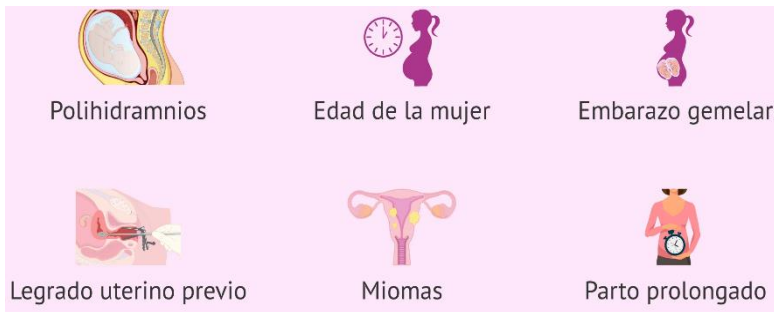 Polihidramnios
Edad de la mujer
Embarazo gemelar
Legrado uterino previo
Miomas
Parto prolongado